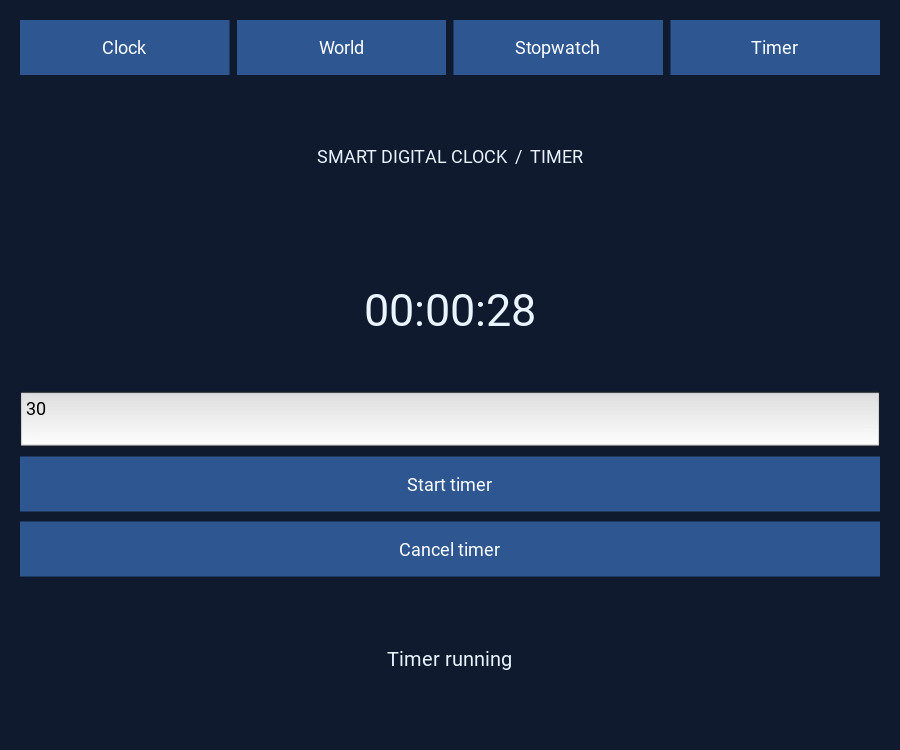 Clock World Stopwatch Timer
SMART DIGITAL CLOCK / TIMER
00:00:28
30
Start timer
Cancel timer
Timer running